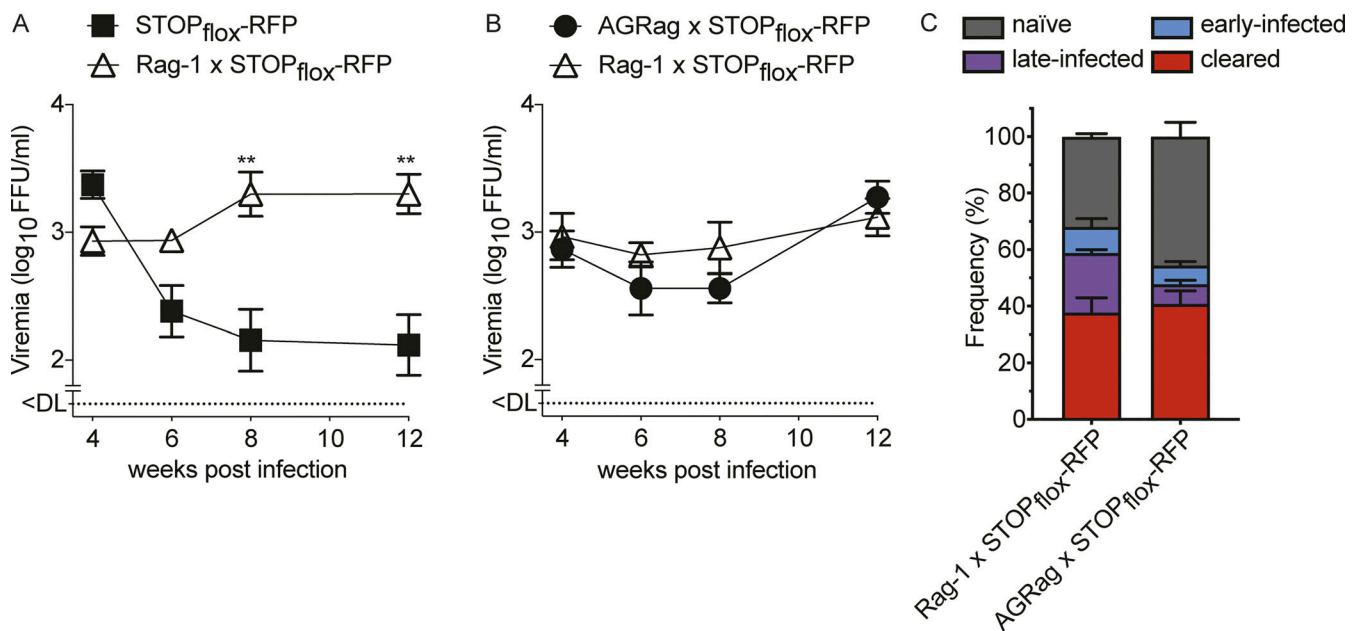 A
STOPflox-RFP
Rag-1 x STOPflox-RFP
Viremia (log10 FFU/ml)
4
3
2
<DL
**
**
4 6 8 10 12
weeks post infection
B
AGRag x STOPflox-RFP
Rag-1 x STOPflox-RFP
Viremia (log10 FFU/ml)
4
3
2
<DL
4 6 8 10 12
weeks post infection
C
naïve early-infected
late-infected cleared
Frequency (%)
100
80
60
40
20
0
Rag-1 x STOPflox-RFP
AGRag x STOPflox-RFP